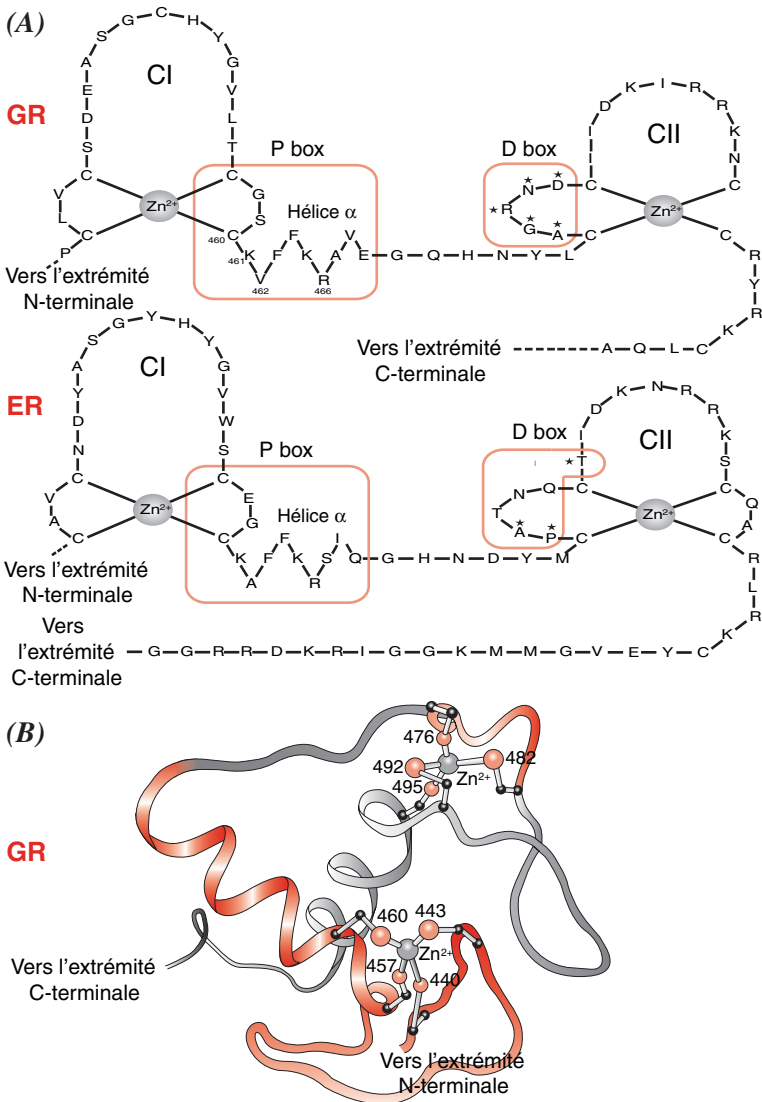 (A)
GR
CI
P L V C S D E A S G C H Y G V L T C G S C K V F F K R A V E G Q H N Y L C A G R N D C I I D K I R R K N C
C R Y R K C L Q A
Zn2+
P box
Hélice α
460
461
462
466
D box
CII
Zn2+
Vers l'extrémité
N-terminale
Vers l'extrémité
C-terminale
ER
CI
C A V C N D Y A S G Y H Y G V W S C E G C K A F F K R S I Q G H N D Y M C P A T N Q C T I D K N R R K S C Q A C R L R K C
Zn2+
P box
Hélice α
D box
CII
Zn2+
Vers l'extrémité
N-terminale
Vers
l'extrémité
C-terminale
G G R R D K R I G G K M M G V E Y C
(B)
GR
476
492
482
Zn2+
495
460
443
Zn2+
457
440
Vers l'extrémité
C-terminale
Vers l'extrémité
N-terminale